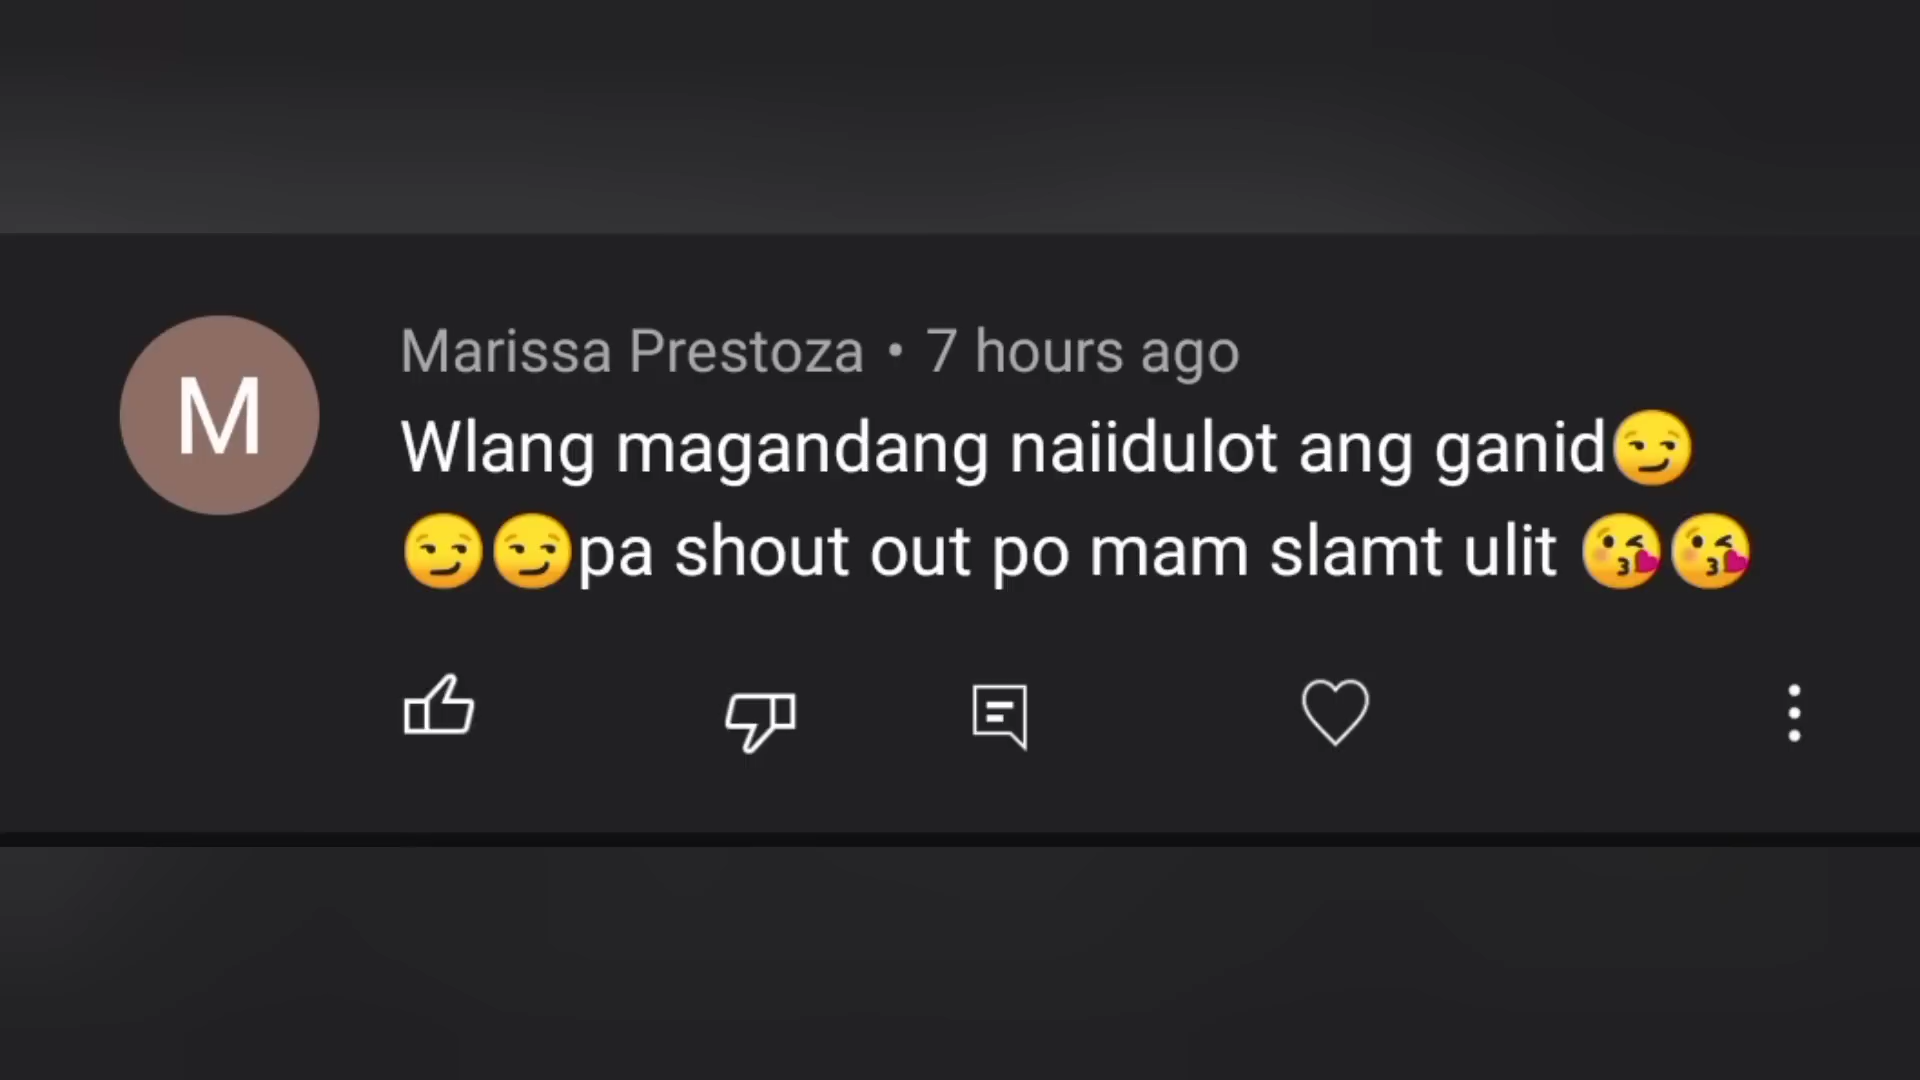 M
Marissa Prestoza • 7 hours ago
Wlang magandang naiidulot ang ganid😏
😏😏pa shout out po mam slamt ulit 😘😘